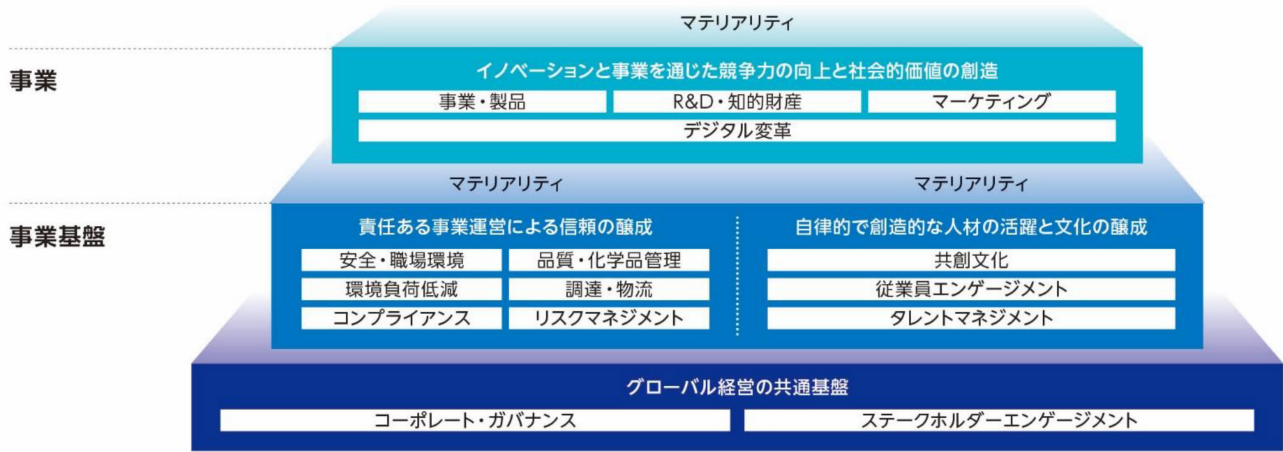 マテリアリティ
事業
イノベーションと事業を通じた競争力の向上と社会的価値の創造
事業・製品
R&D・知的財産
マーケティング
デジタル変革
マテリアリティ
マテリアリティ
事業基盤
責任ある事業運営による信頼の醸成
安全・職場環境
品質・化学品管理
環境負荷低減
調達・物流
コンプライアンス
リスクマネジメント
自律的で創造的な人材の活躍と文化の醸成
共創文化
従業員エンゲージメント
タレントマネジメント
グローバル経営の共通基盤
コーポレート・ガバナンス
ステークホルダーエンゲージメント